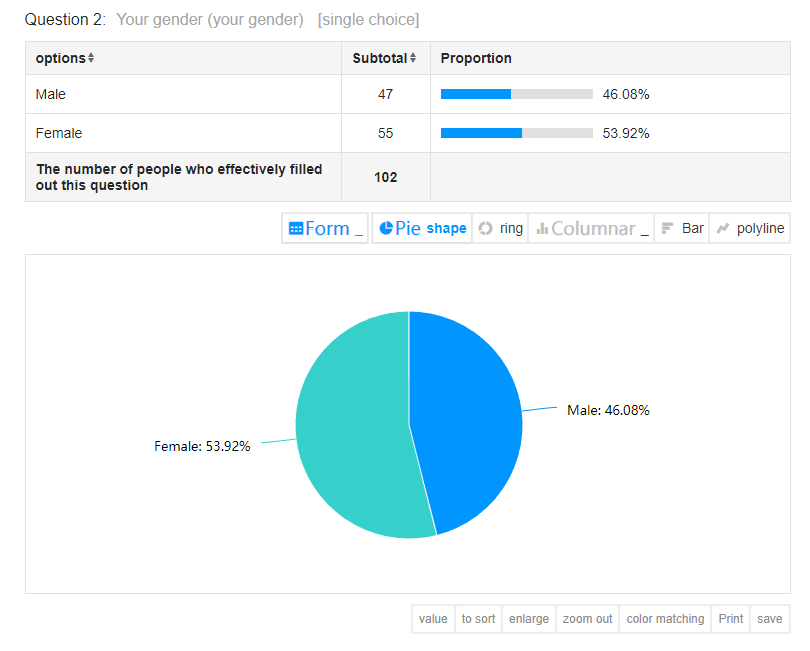 Question 2: Your gender (your gender) [single choice]
options Subtotal Proportion
Male 47 46.08%
Female 55 53.92%
The number of people who effectively filled
out this question 102
Form _ Pie shape ring Columnar _ Bar polyline
Male: 46.08%
Female: 53.92%
value to sort enlarge zoom out color matching Print save